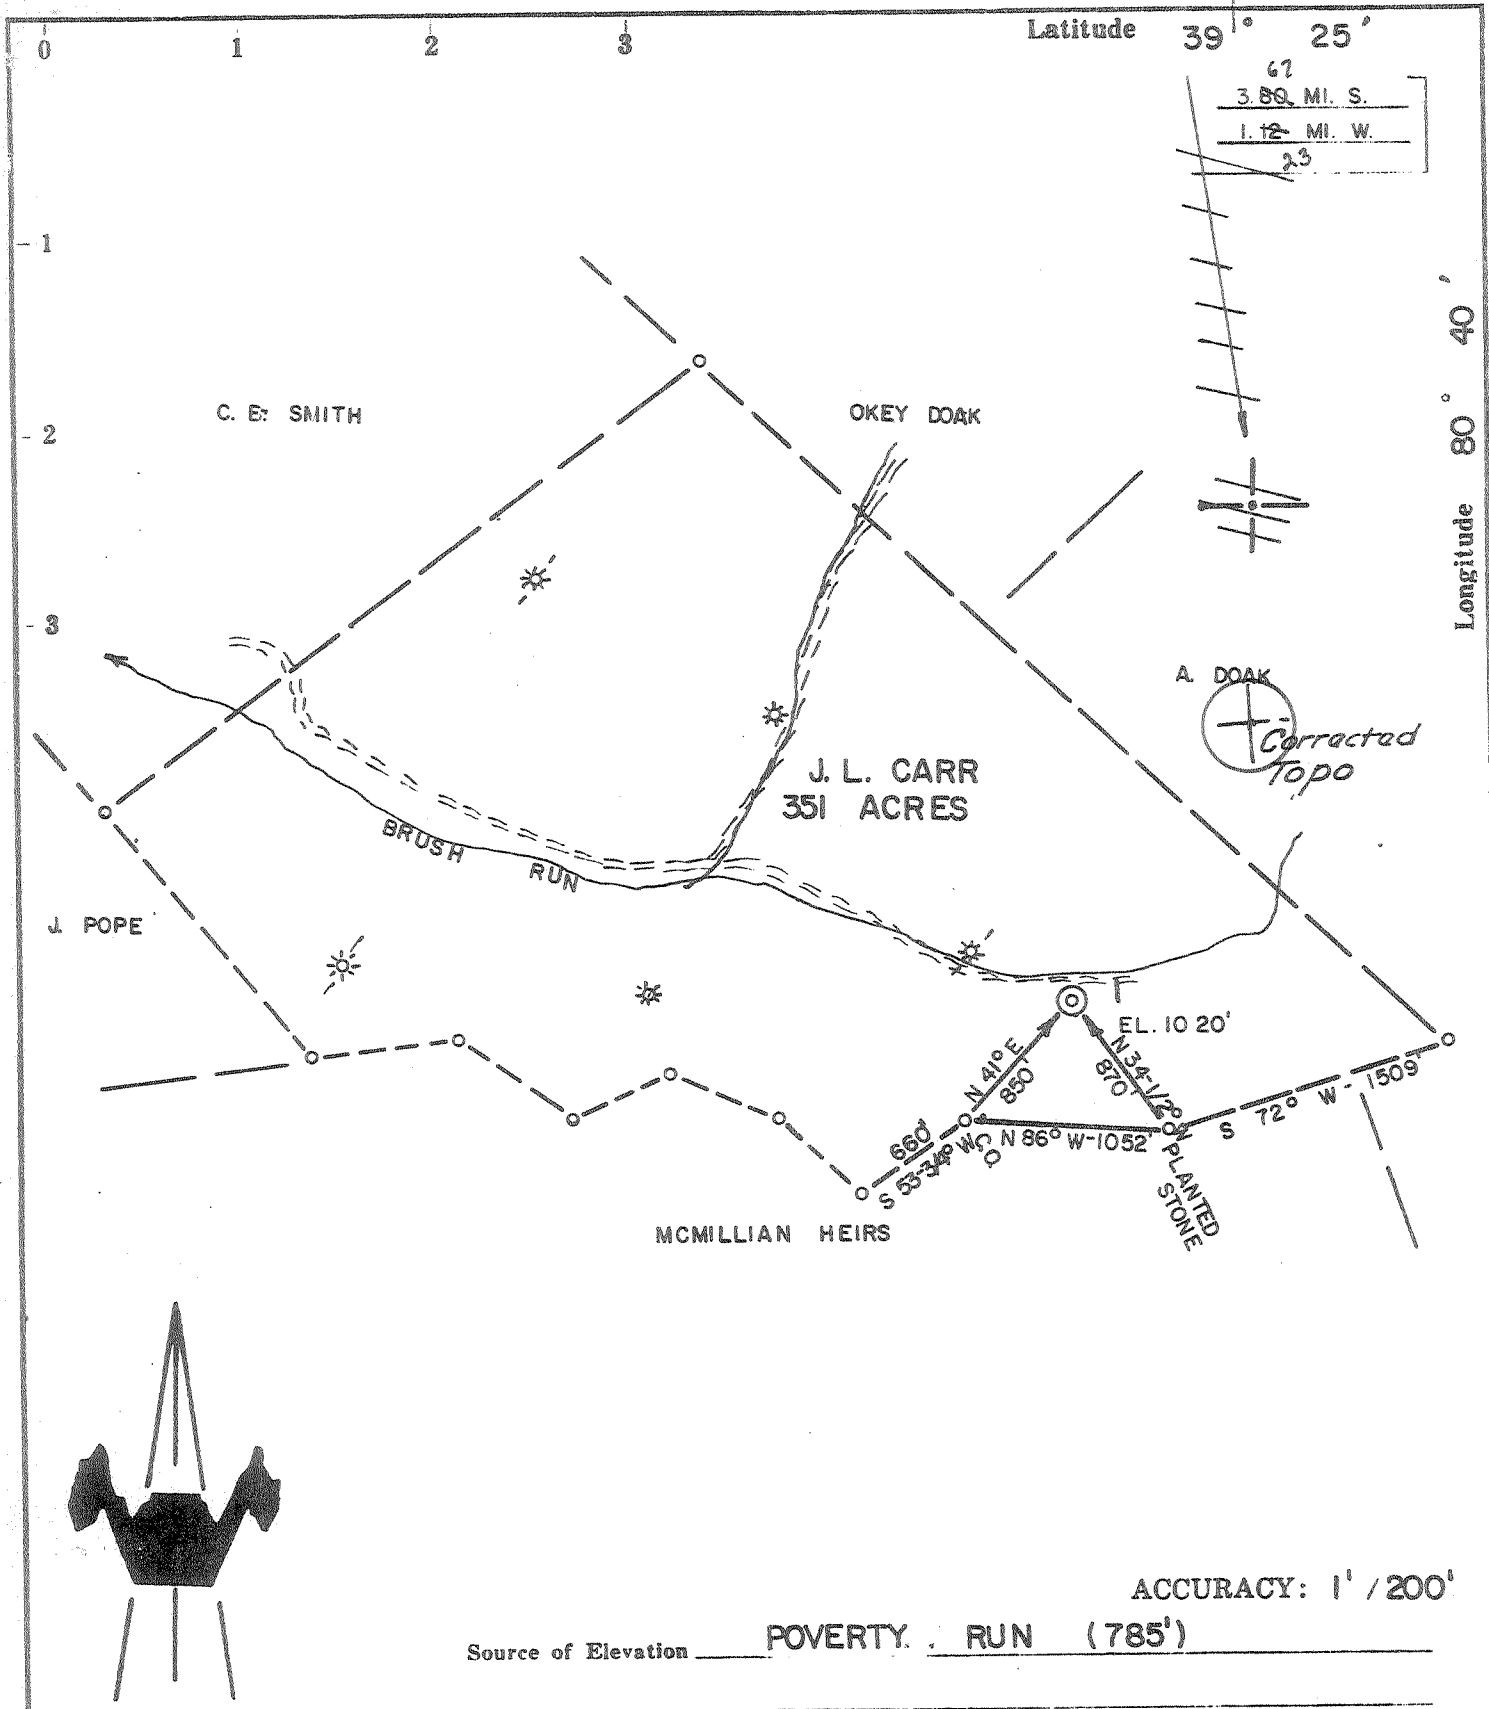 0 1 2 3 Latitude 39° 25'
67
3.80 MI. S.
1.12 MI. W.
23
- 1
Longitude 80° 40'
C. E. SMITH
OKEY DOAK
- 2
- 3
A. DOAK
Corrected
Topo
J. L. CARR
351 ACRES
BRUSH RUN
J. POPE
EL. 1020'
N 41° E
850'
N 34-1/2° W
870'
S 72° W - 1509'
660'
S 53-3/4° W
C.O.
N 86° W-1052'
PLANTED
STONE
MCMILLIAN HEIRS
ACCURACY: 1' / 200'
Source of Elevation POVERTY RUN (785')